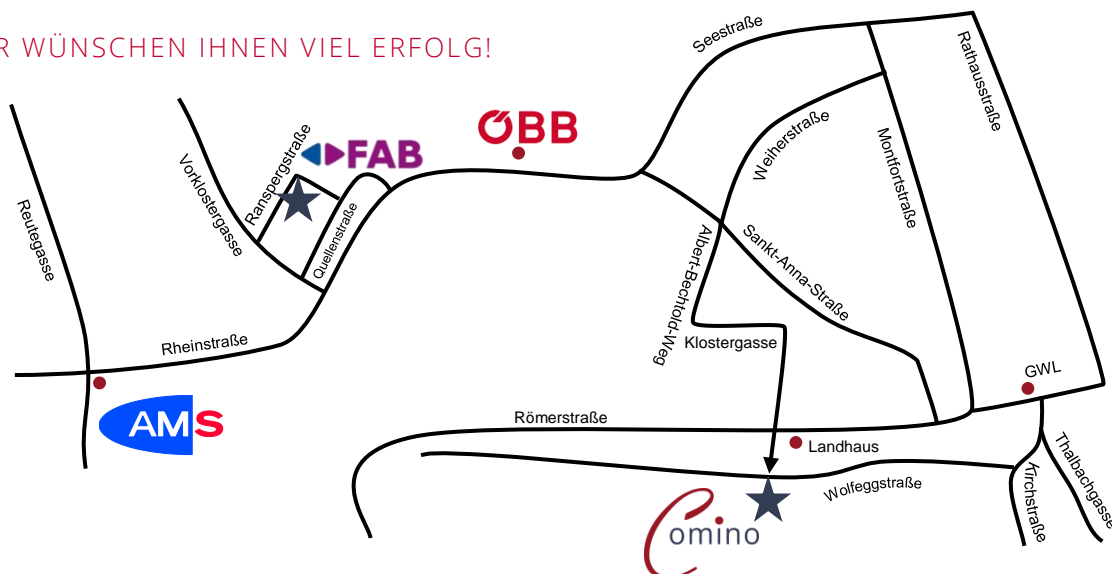 R WÜNSCHEN IHNEN VIEL ERFOLG!
Seestraße
Rathausstraße
ÖBB
Weiherstraße
Montfortstraße
FAB
Ranspergstraße
Vorklostergasse
Quellenstraße
Reutegasse
Albert-Bechtold-Weg
Sankt-Anna-Straße
Rheinstraße
Klostergasse
GWL
AMS
Römerstraße
Landhaus
Wolfeggstraße
Kirchstraße
Thalbachgasse
Comino